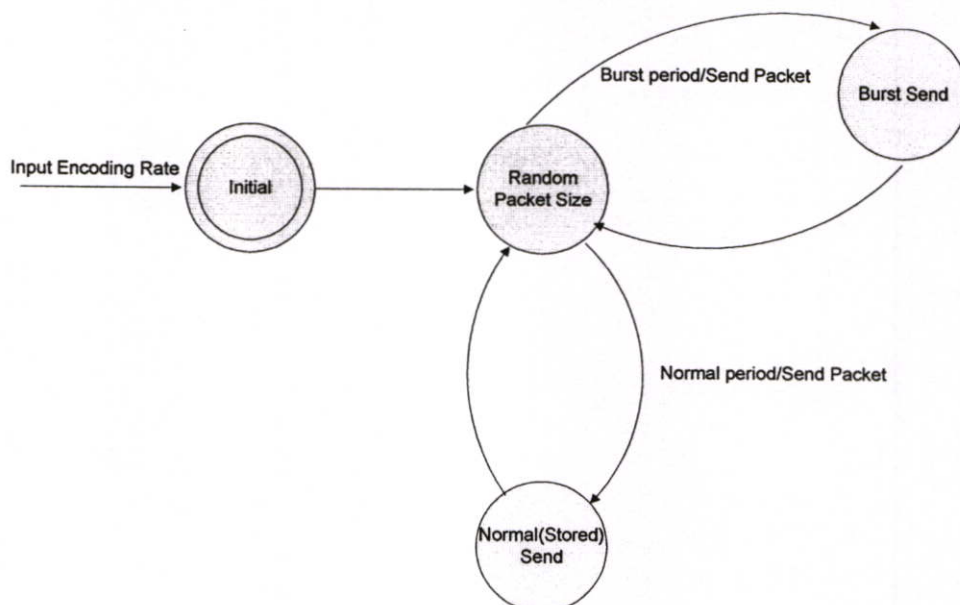 Burst period/Send Packet
Burst Send
Input Encoding Rate
Initial
Random
Packet Size
Normal period/Send Packet
Normal(Stored)
Send